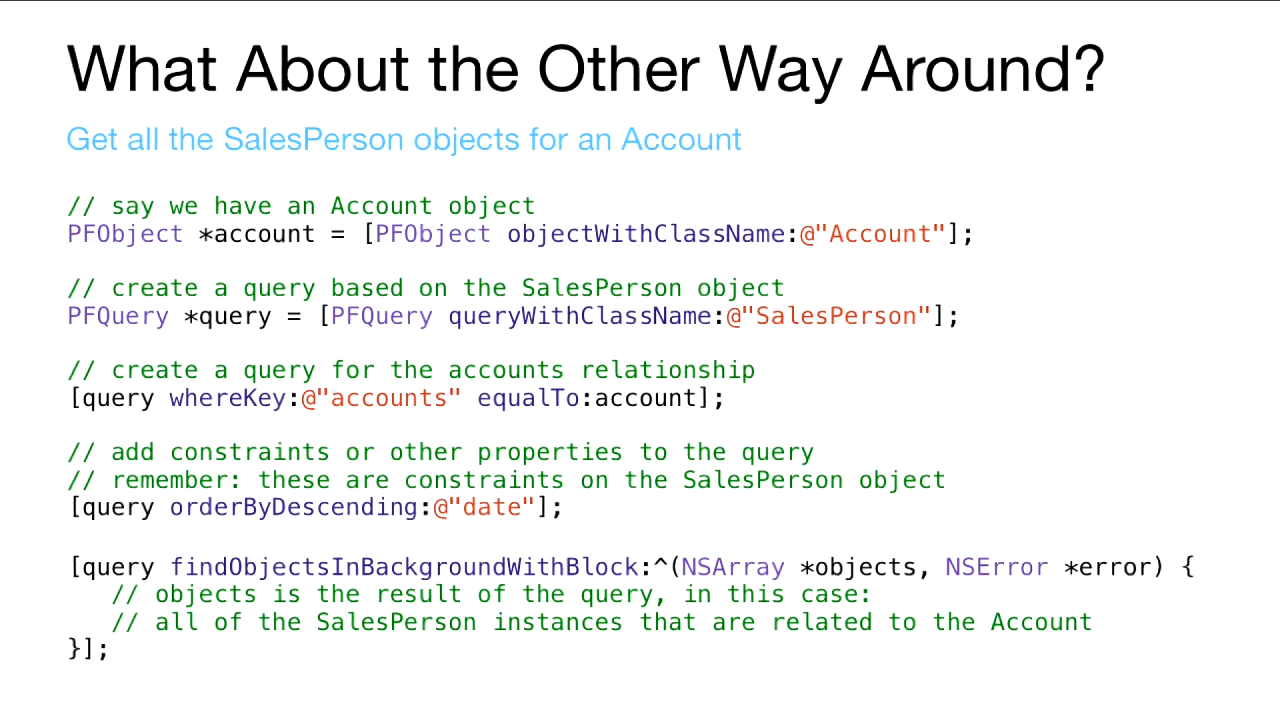 What About the Other Way Around?
Get all the SalesPerson objects for an Account
// say we have an Account object
PFObject *account = [PFObject objectWithClassName:@"Account"];
// create a query based on the SalesPerson object
PFQuery *query = [PFQuery queryWithClassName:@"SalesPerson"];
// create a query for the accounts relationship
[query whereKey:@"accounts" equalTo:account];
// add constraints or other properties to the query
// remember: these are constraints on the SalesPerson object
[query orderByDescending:@"date"];
[query findObjectsInBackgroundWithBlock:^(NSArray *objects, NSError *error) {
   // objects is the result of the query, in this case:
   // all of the SalesPerson instances that are related to the Account
}];